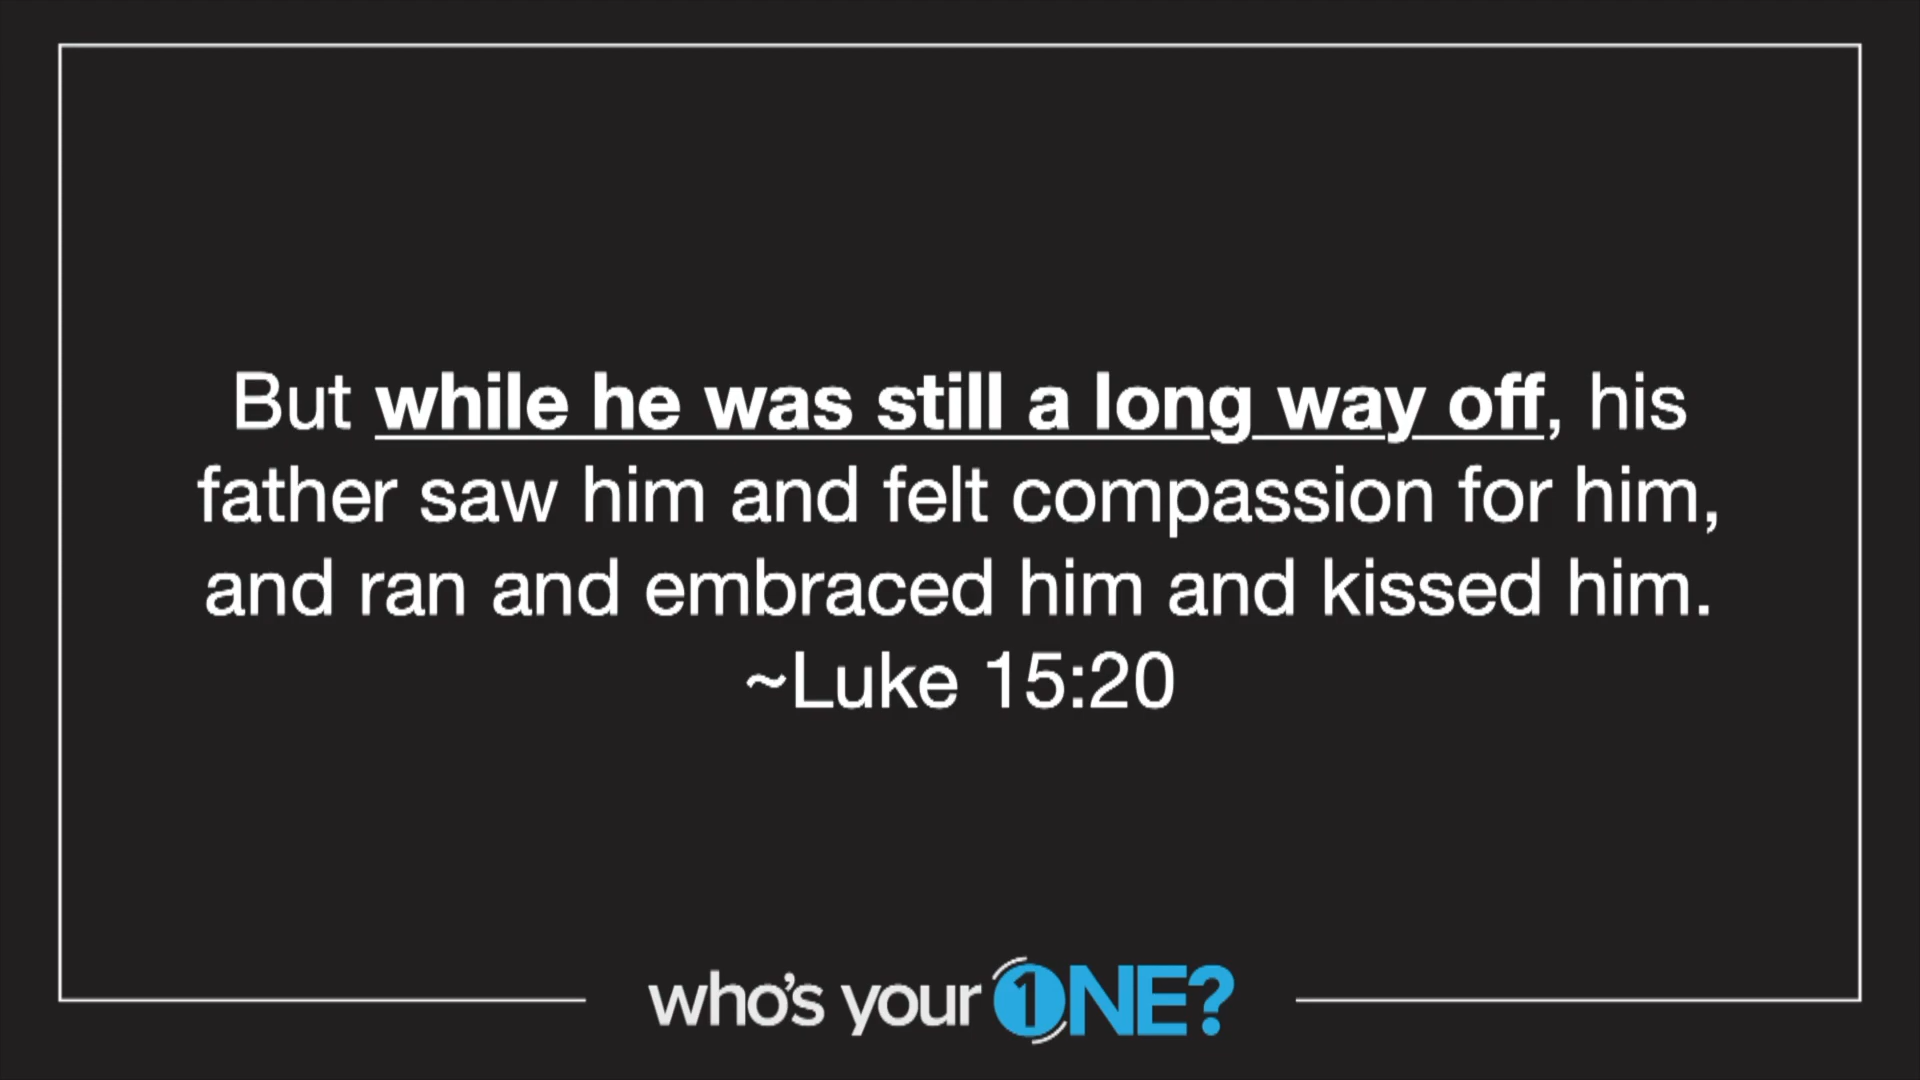 But while he was still a long way off, his
father saw him and felt compassion for him,
and ran and embraced him and kissed him.
~Luke 15:20
who's your 1NE?